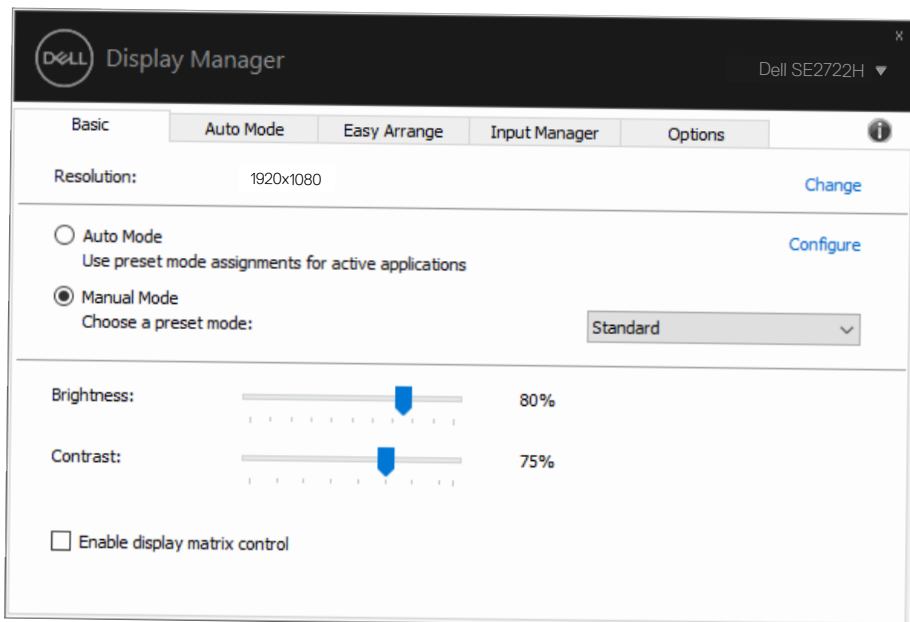 DELL Display Manager
x
Dell SE2722H
Basic Auto Mode Easy Arrange Input Manager Options
i
Resolution: 1920x1080 Change
Auto Mode Configure
Use preset mode assignments for active applications
Manual Mode
Choose a preset mode: Standard
Brightness: 80%
Contrast: 75%
Enable display matrix control